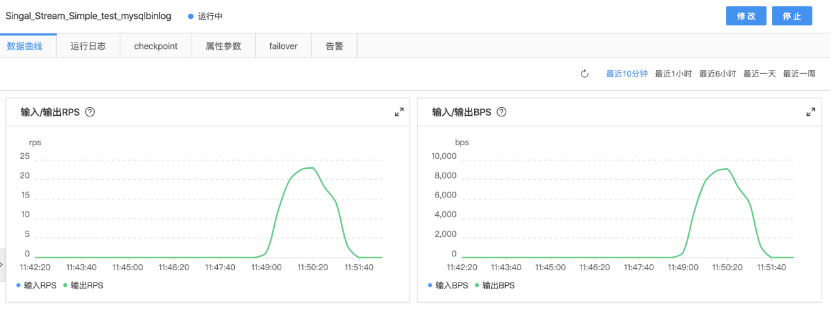 Singal_Stream_Simple_test_mysqlbinlog 运行中 修改 停止
数据曲线 运行日志 checkpoint 属性参数 failover 告警
最近10分钟 最近1小时 最近6小时 最近一天 最近一周
输入/输出RPS ?
rps
25
20
15
10
5
0
11:42:20 11:43:40 11:45:00 11:46:20 11:47:40 11:49:00 11:50:20 11:51:40
输入RPS 输出RPS
输入/输出BPS ?
bps
10,000
8,000
6,000
4,000
2,000
0
11:42:20 11:43:40 11:45:00 11:46:20 11:47:40 11:49:00 11:50:20 11:51:40
输入BPS 输出BPS